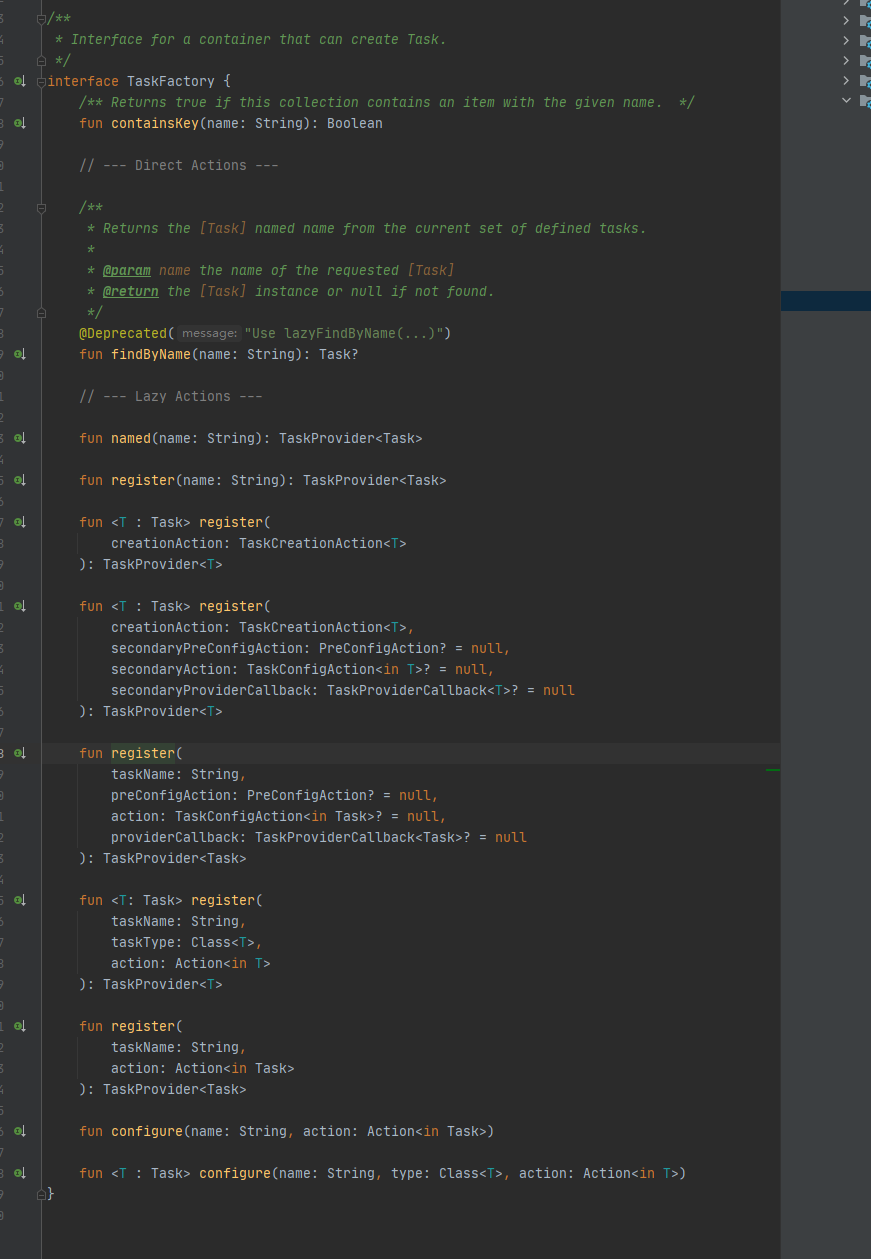 /**
 * Interface for a container that can create Task.
 */
interface TaskFactory {
    /** Returns true if this collection contains an item with the given name.  */
    fun containsKey(name: String): Boolean

    // --- Direct Actions ---

    /**
     * Returns the [Task] named name from the current set of defined tasks.
     *
     * @param name the name of the requested [Task]
     * @return the [Task] instance or null if not found.
     */
    @Deprecated( message: "Use lazyFindByName(...)")
    fun findByName(name: String): Task?

    // --- Lazy Actions ---

    fun named(name: String): TaskProvider<Task>

    fun register(name: String): TaskProvider<Task>

    fun <T : Task> register(
        creationAction: TaskCreationAction<T>
    ): TaskProvider<T>

    fun <T : Task> register(
        creationAction: TaskCreationAction<T>,
        secondaryPreConfigAction: PreConfigAction? = null,
        secondaryAction: TaskConfigAction<in T>? = null,
        secondaryProviderCallback: TaskProviderCallback<T>? = null
    ): TaskProvider<T>

    fun register(
        taskName: String,
        preConfigAction: PreConfigAction? = null,
        action: TaskConfigAction<in Task>? = null,
        providerCallback: TaskProviderCallback<Task>? = null
    ): TaskProvider<Task>

    fun <T: Task> register(
        taskName: String,
        taskType: Class<T>,
        action: Action<in T>
    ): TaskProvider<T>

    fun register(
        taskName: String,
        action: Action<in Task>
    ): TaskProvider<Task>

    fun configure(name: String, action: Action<in Task>)

    fun <T : Task> configure(name: String, type: Class<T>, action: Action<in T>)
}